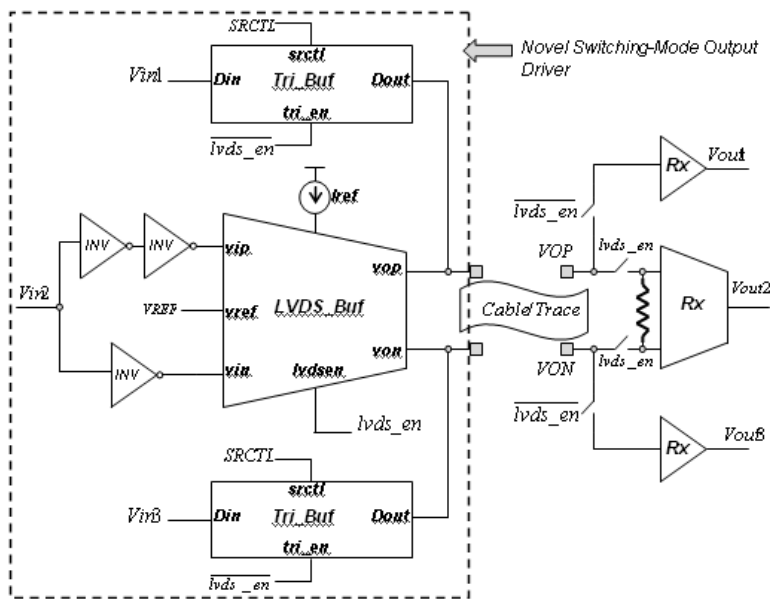 SRCTL
srctl
Vin1
Din
Tri_Buf
Dout
tri_en
lvds_en
Novel Switching-Mode Output
Driver
Iref
INV
INV
vip
Vin2
VREF
vref
LVDS_Buf
vop
von
INV
vin
lvdsen
lvds_en
SRCTL
srctl
Vin3
Din
Tri_Buf
Dout
tri_en
lvds_en
Cable/Trace
Rx
Vout1
lvds_en
VOP
lvds_en
Rx
Vout2
VON
lvds_en
lvds_en
Rx
Vout3